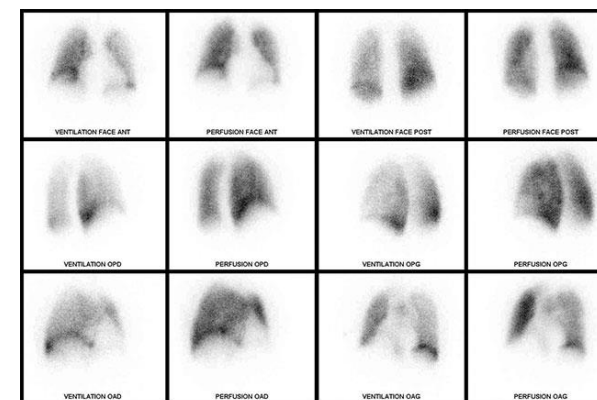 VENTILATION FACE ANT
PERFUSION FACE ANT
VENTILATION FACE POST
PERFUSION FACE POST
VENTILATION OPD
PERFUSION OPD
VENTILATION OPG
PERFUSION OPG
VENTILATION OAD
PERFUSION OAD
VENTILATION OAG
PERFUSION OAG